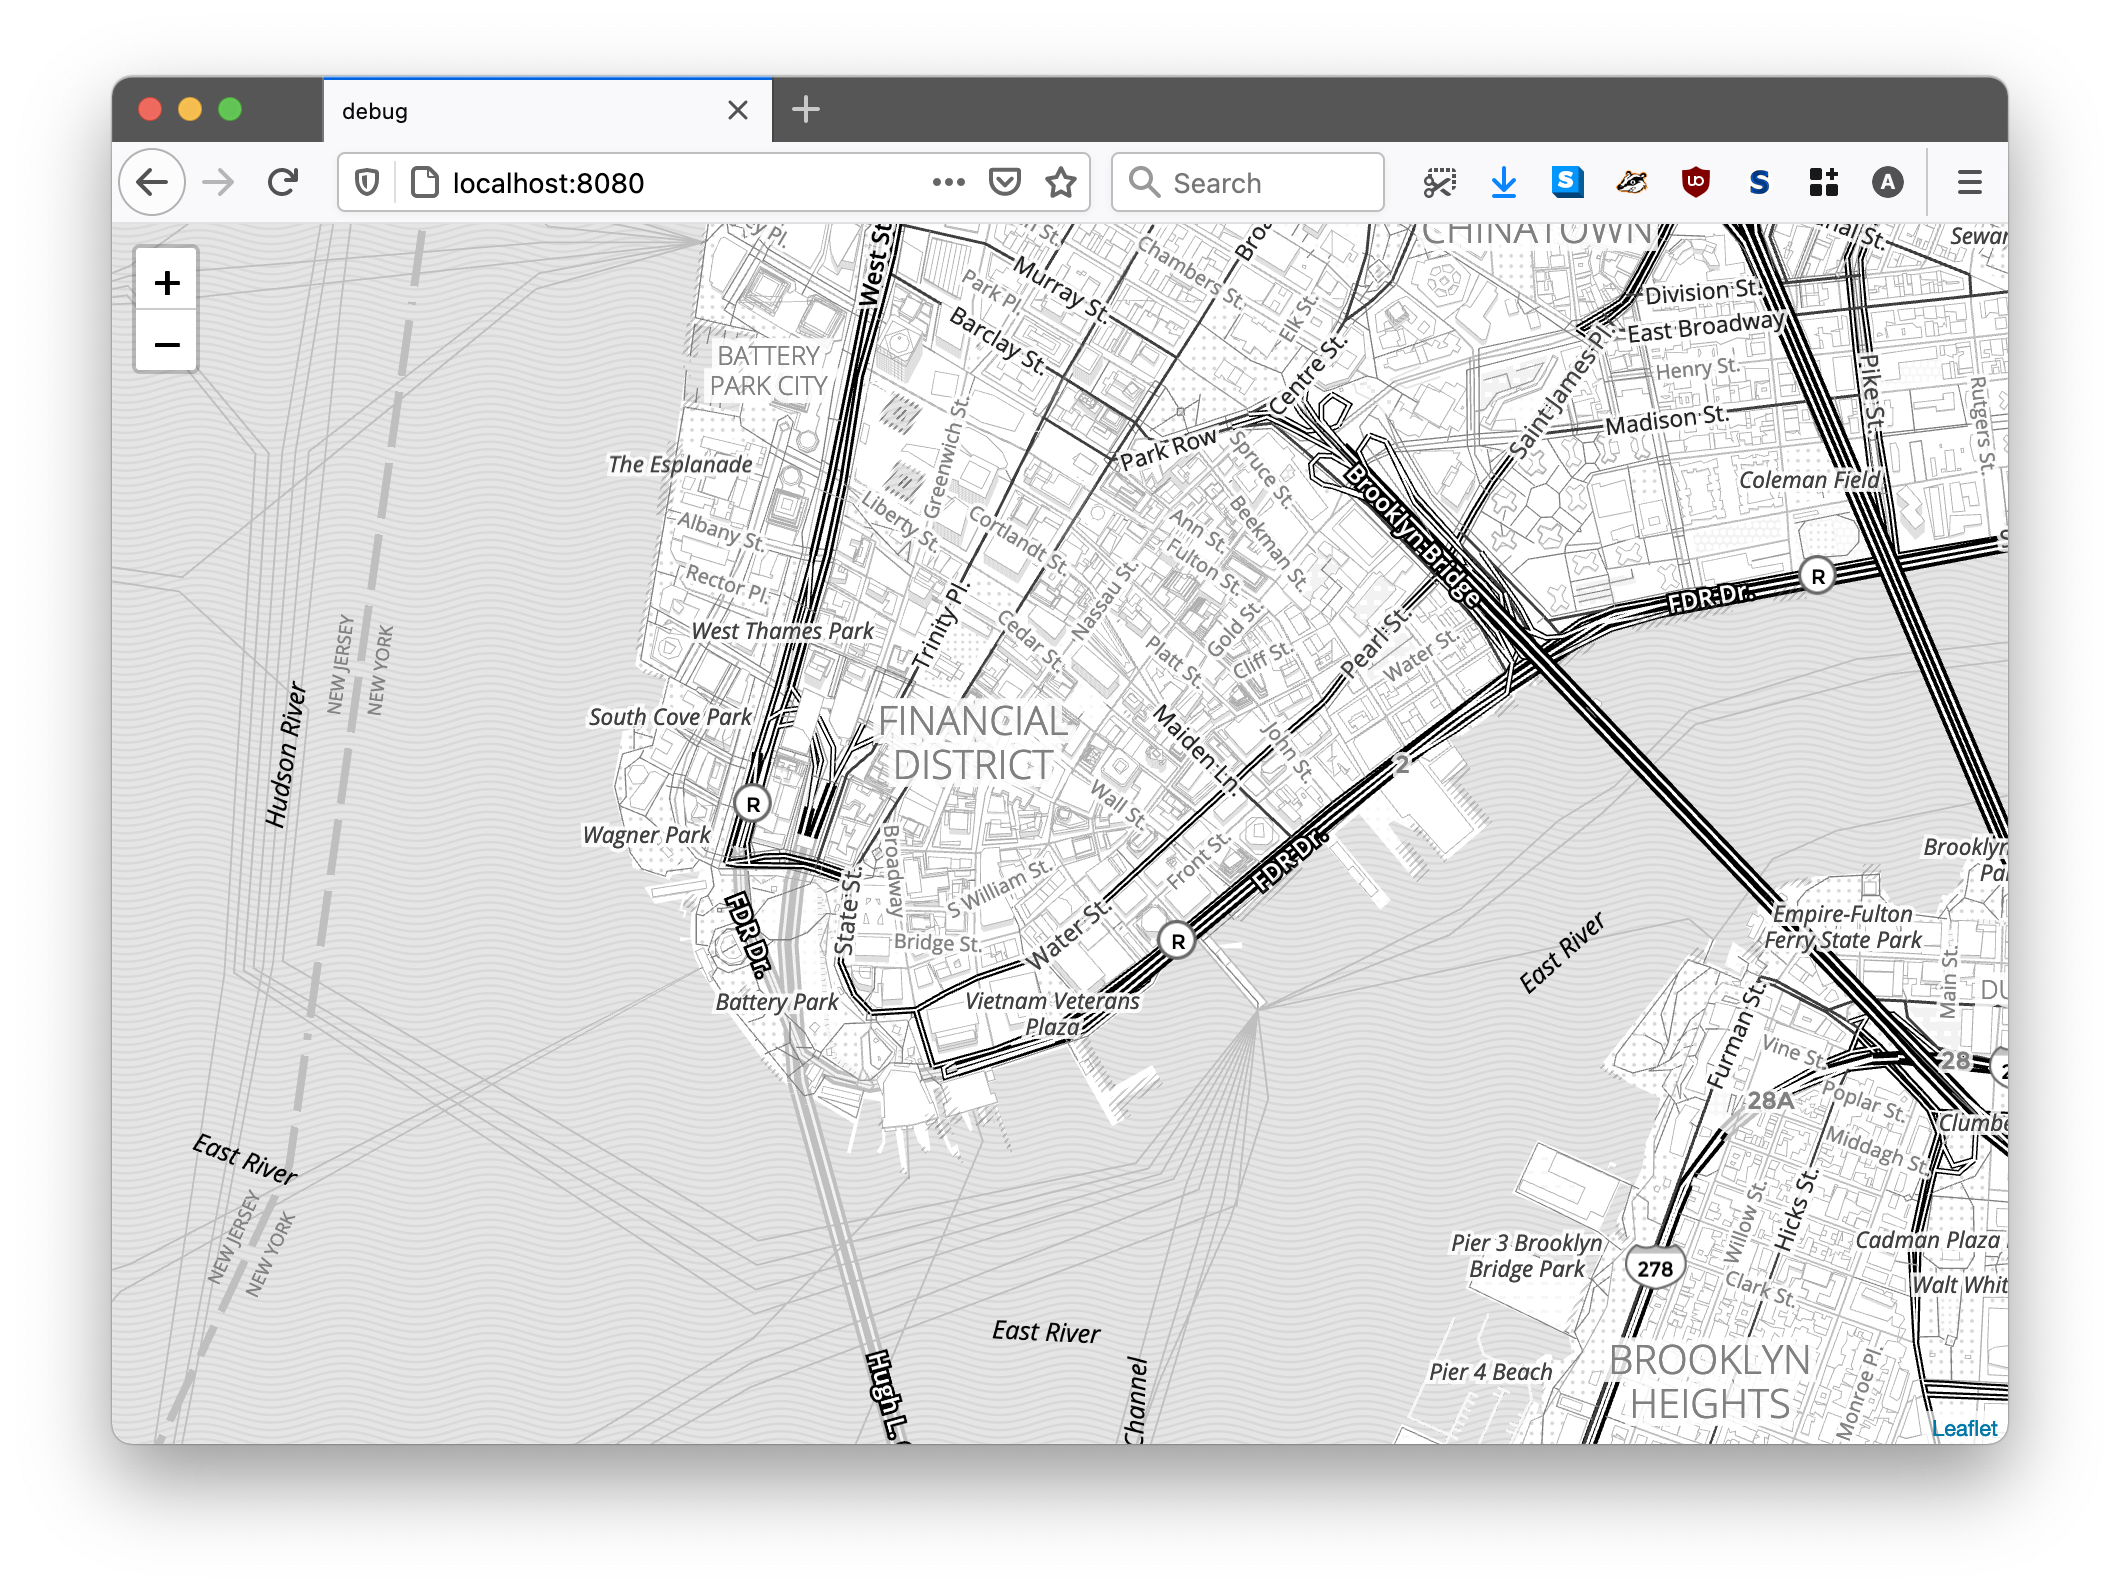 debug
localhost:8080
Search
S
UO
S
A
+
−
y Pl.
West St.
Murray St.
Park Pl.
Barclay St.
Chambers St.
Elk St.
Centre St.
CHINATOWN
Division St.
East Broadway
Henry St.
Madison St.
Saint James Pl.
Pike St.
Rutgers St.
Sewar
BATTERY
PARK CITY
The Esplanade
Greenwich St.
Liberty St.
Cortlandt St.
Albany St.
Rector Pl.
West Thames Park
Trinity Pl.
Cedar St.
Nassau St.
Park Row
Spruce St.
Beekman St.
Ann St.
Fulton St.
Gold St.
Cliff St.
Platt St.
Pearl St.
Water St.
Brooklyn Bridge
Coleman Field
FDR Dr.
R
NEW JERSEY
NEW YORK
Hudson River
South Cove Park
FINANCIAL
DISTRICT
Maiden Ln.
John St.
2
R
Wagner Park
Wall St.
Front St.
FDR Dr.
Broadway
S William St.
State St.
FDR Dr.
Bridge St.
Water St.
R
Battery Park
Vietnam Veterans
Plaza
East River
Brooklyn
Empire-Fulton
Ferry State Park
Main St.
DU
Furman St.
Vine St.
28
28A
Poplar St.
Middagh St.
Clumbe
East River
NEW JERSEY
NEW YORK
Willow St.
Hicks St.
Pier 3 Brooklyn
Bridge Park
278
Cadman Plaza
Clark St.
Walt Whit
East River
Hugh L.
Channel
Pier 4 Beach
BROOKLYN
HEIGHTS
Monroe Pl.
Leaflet